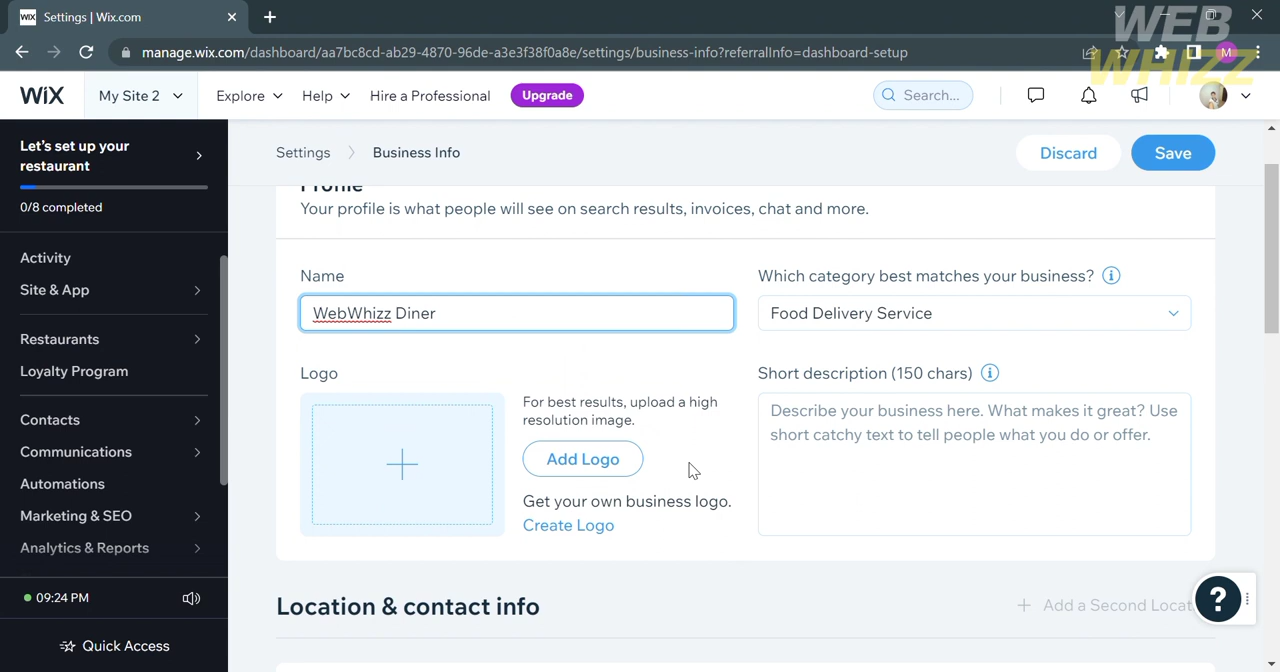 WIX Settings | Wix.com
manage.wix.com/dashboard/aa7bc8cd-ab29-4870-96de-a3e3f38f0a8e/settings/business-info?referralInfo=dashboard-setup
M
WEB
WHIZZ
WIX
My Site 2
Explore
Help
Hire a Professional
Upgrade
Search...
Let's set up your
restaurant
0/8 completed
Activity
Site & App
Restaurants
Loyalty Program
Contacts
Communications
Automations
Marketing & SEO
Analytics & Reports
09:24 PM
Quick Access
Settings > Business Info
Discard
Save
Profile
Your profile is what people will see on search results, invoices, chat and more.
Name
WebWhizz Diner
Which category best matches your business?
Food Delivery Service
Logo
For best results, upload a high
resolution image.
Add Logo
Get your own business logo.
Create Logo
Short description (150 chars)
Describe your business here. What makes it great? Use
short catchy text to tell people what you do or offer.
Location & contact info
+ Add a Second Locat
?